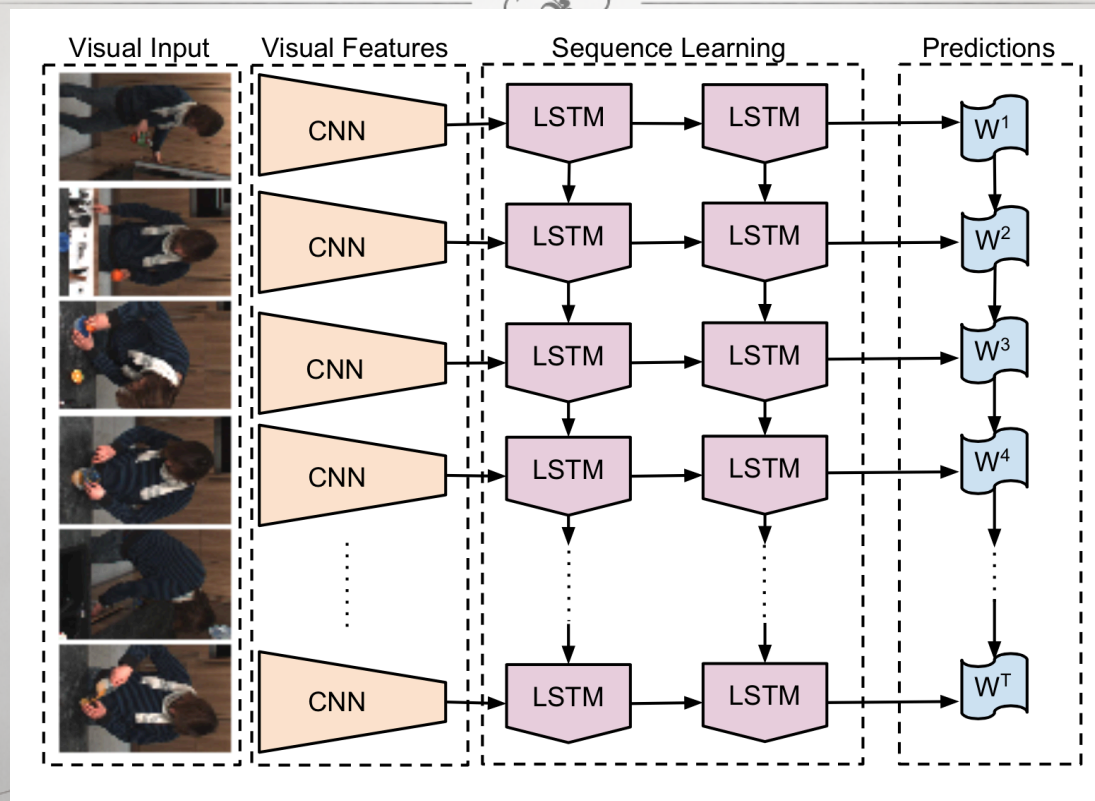 Visual Input Visual Features Sequence Learning Predictions
CNN LSTM LSTM W¹
CNN LSTM LSTM W²
CNN LSTM LSTM W³
CNN LSTM LSTM W⁴
CNN LSTM LSTM Wᵀ